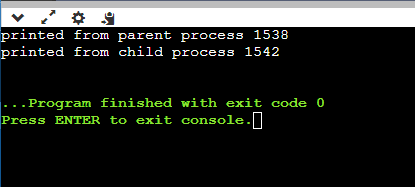 printed from parent process 1538
printed from child process 1542
...Program finished with exit code 0
Press ENTER to exit console.